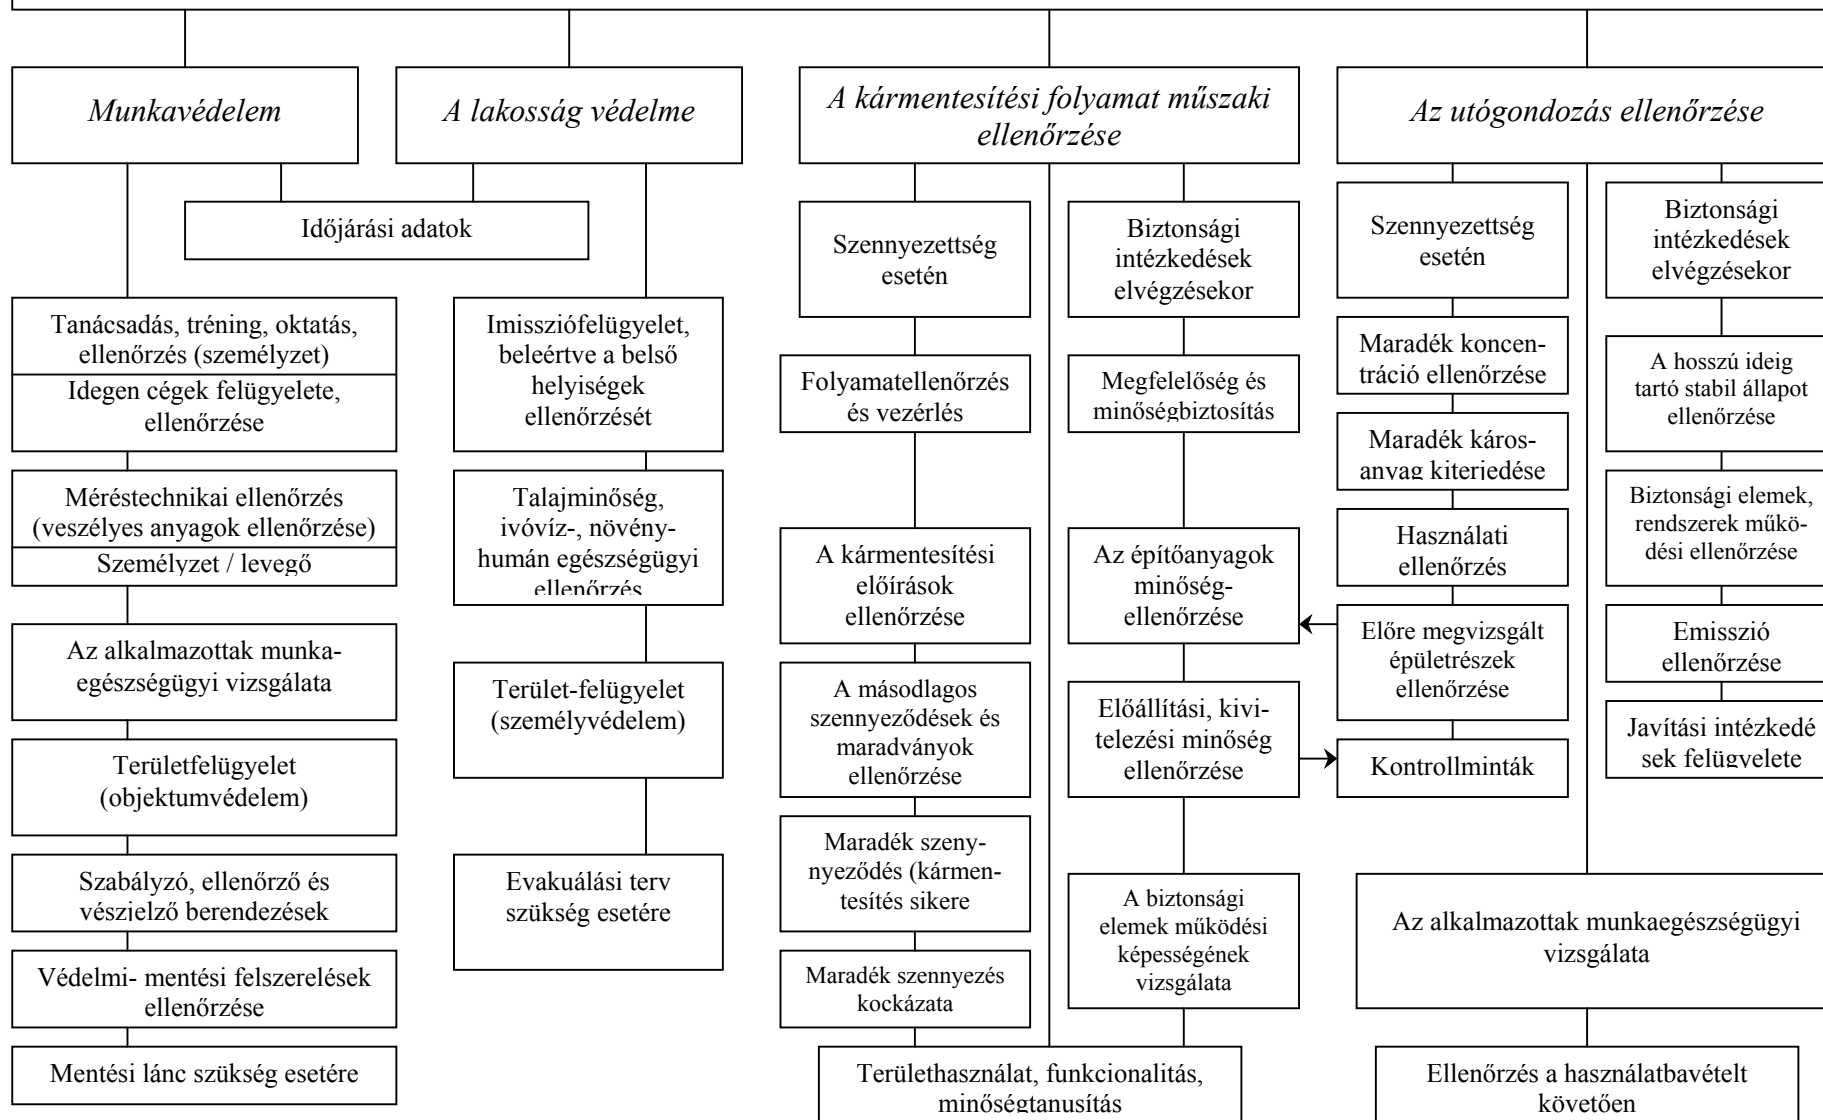 Munkavédelem
A lakosság védelme
A kármentesítési folyamat műszaki
ellenőrzése
Az utógondozás ellenőrzése
Időjárási adatok
Tanácsadás, tréning, oktatás,
ellenőrzés (személyzet)
Idegen cégek felügyelete,
ellenőrzése
Méréstechnikai ellenőrzés
(veszélyes anyagok ellenőrzése)
Személyzet / levegő
Az alkalmazottak munka-
egészségügyi vizsgálata
Területfelügyelet
(objektumvédelem)
Szabályzó, ellenőrző és
vészjelző berendezések
Védelmi- mentési felszerelések
ellenőrzése
Mentési lánc szükség esetére
Imissziófelügyelet,
beleértve a belső
helyiségek
ellenőrzését
Talajminőség,
ivóvíz-, növény-
humán egészségügyi
ellenőrzés
Terület-felügyelet
(személyvédelem)
Evakuálási terv
szükség esetére
Szennyezettség
esetén
Folyamatellenőrzés
és vezérlés
A kármentesítési
előírások
ellenőrzése
A másodlagos
szennyeződések és
maradványok
ellenőrzése
Maradék szeny-
nyeződés (kármen-
tesítés sikere
Maradék szennyezés
kockázata
Biztonsági
intézkedések
elvégzésekor
Megfelelőség és
minőségbiztosítás
Az építőanyagok
minőség-
ellenőrzése
Előállítási, kivi-
telezési minőség
ellenőrzése
A biztonsági
elemek működési
képességének
vizsgálata
Területhasználat, funkcionalitás,
minőségtanusítás
Szennyezettség
esetén
Maradék koncen-
tráció ellenőrzése
Maradék káros-
anyag kiterjedése
Használati
ellenőrzés
Előre megvizsgált
épületrészek
ellenőrzése
Kontrollminták
Biztonsági
intézkedések
elvégzésekor
A hosszú ideig
tartó stabil állapot
ellenőrzése
Biztonsági elemek,
rendszerek műkö-
dési ellenőrzése
Emisszió
ellenőrzése
Javítási intézkedé
sek felügyelete
Az alkalmazottak munkaegészségügyi
vizsgálata
Ellenőrzés a használatbavételt
követően